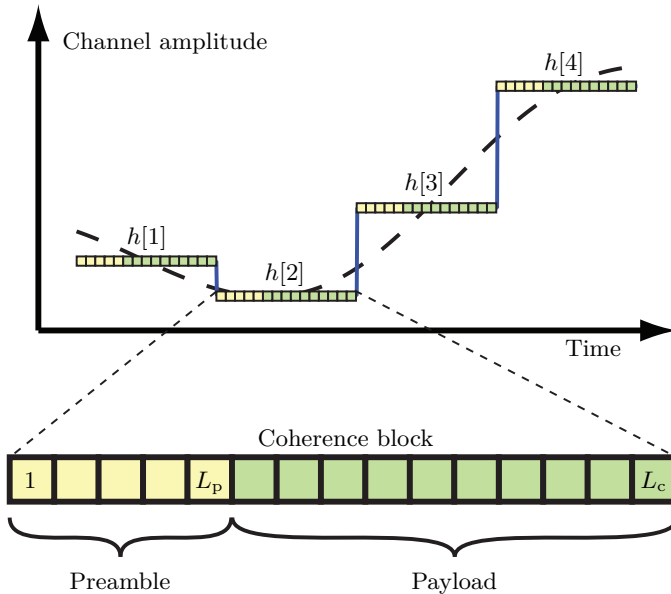 Channel amplitude
h[4]
h[3]
h[1]
h[2]
Time
Coherence block
1 L_p L_c
Preamble Payload